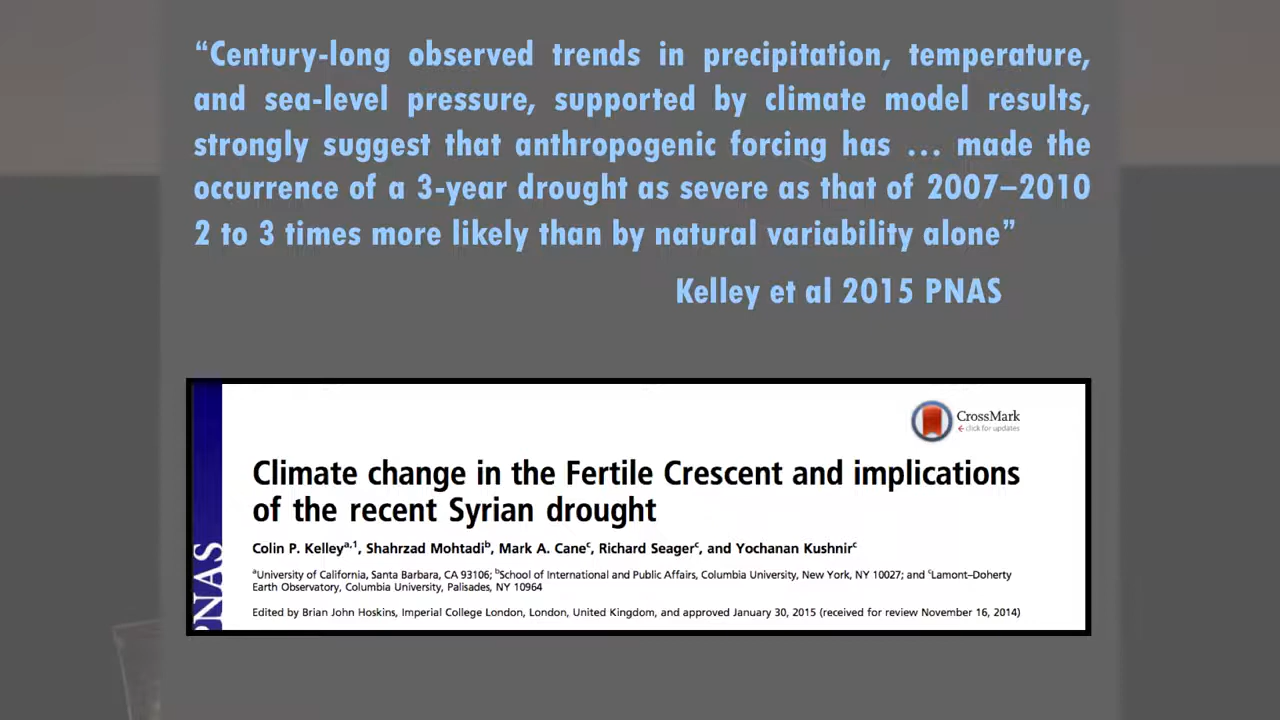 “Century-long observed trends in precipitation, temperature,
and sea-level pressure, supported by climate model results,
strongly suggest that anthropogenic forcing has … made the
occurrence of a 3-year drought as severe as that of 2007–2010
2 to 3 times more likely than by natural variability alone”
Kelley et al 2015 PNAS
CrossMark
click for updates
Climate change in the Fertile Crescent and implications
of the recent Syrian drought
Colin P. Kelleyᵃ,¹, Shahrzad Mohtadiᵇ, Mark A. Caneᶜ, Richard Seagerᶜ, and Yochanan Kushnirᶜ
ᵃUniversity of California, Santa Barbara, CA 93106; ᵇSchool of International and Public Affairs, Columbia University, New York, NY 10027; and ᶜLamont–Doherty
Earth Observatory, Columbia University, Palisades, NY 10964
Edited by Brian John Hoskins, Imperial College London, London, United Kingdom, and approved January 30, 2015 (received for review November 16, 2014)
PNAS